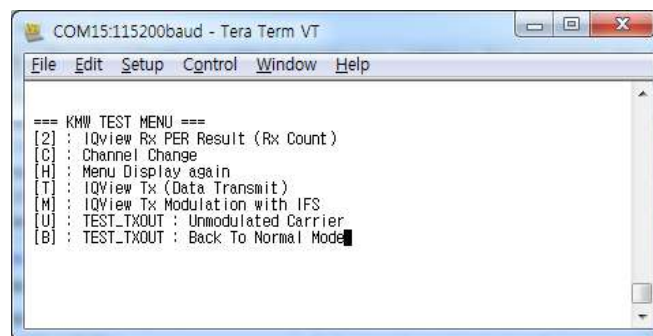 COM15:115200baud - Tera Term VT
File Edit Setup Control Window Help
=== KMW TEST MENU ===
[2] : IQview Rx PER Result (Rx Count)
[C] : Channel Change
[H] : Menu Display again
[T] : IQView Tx (Data Transmit)
[M] : IQView Tx Modulation with IFS
[U] : TEST_TXOUT : Unmodulated Carrier
[B] : TEST_TXOUT : Back To Normal Mode